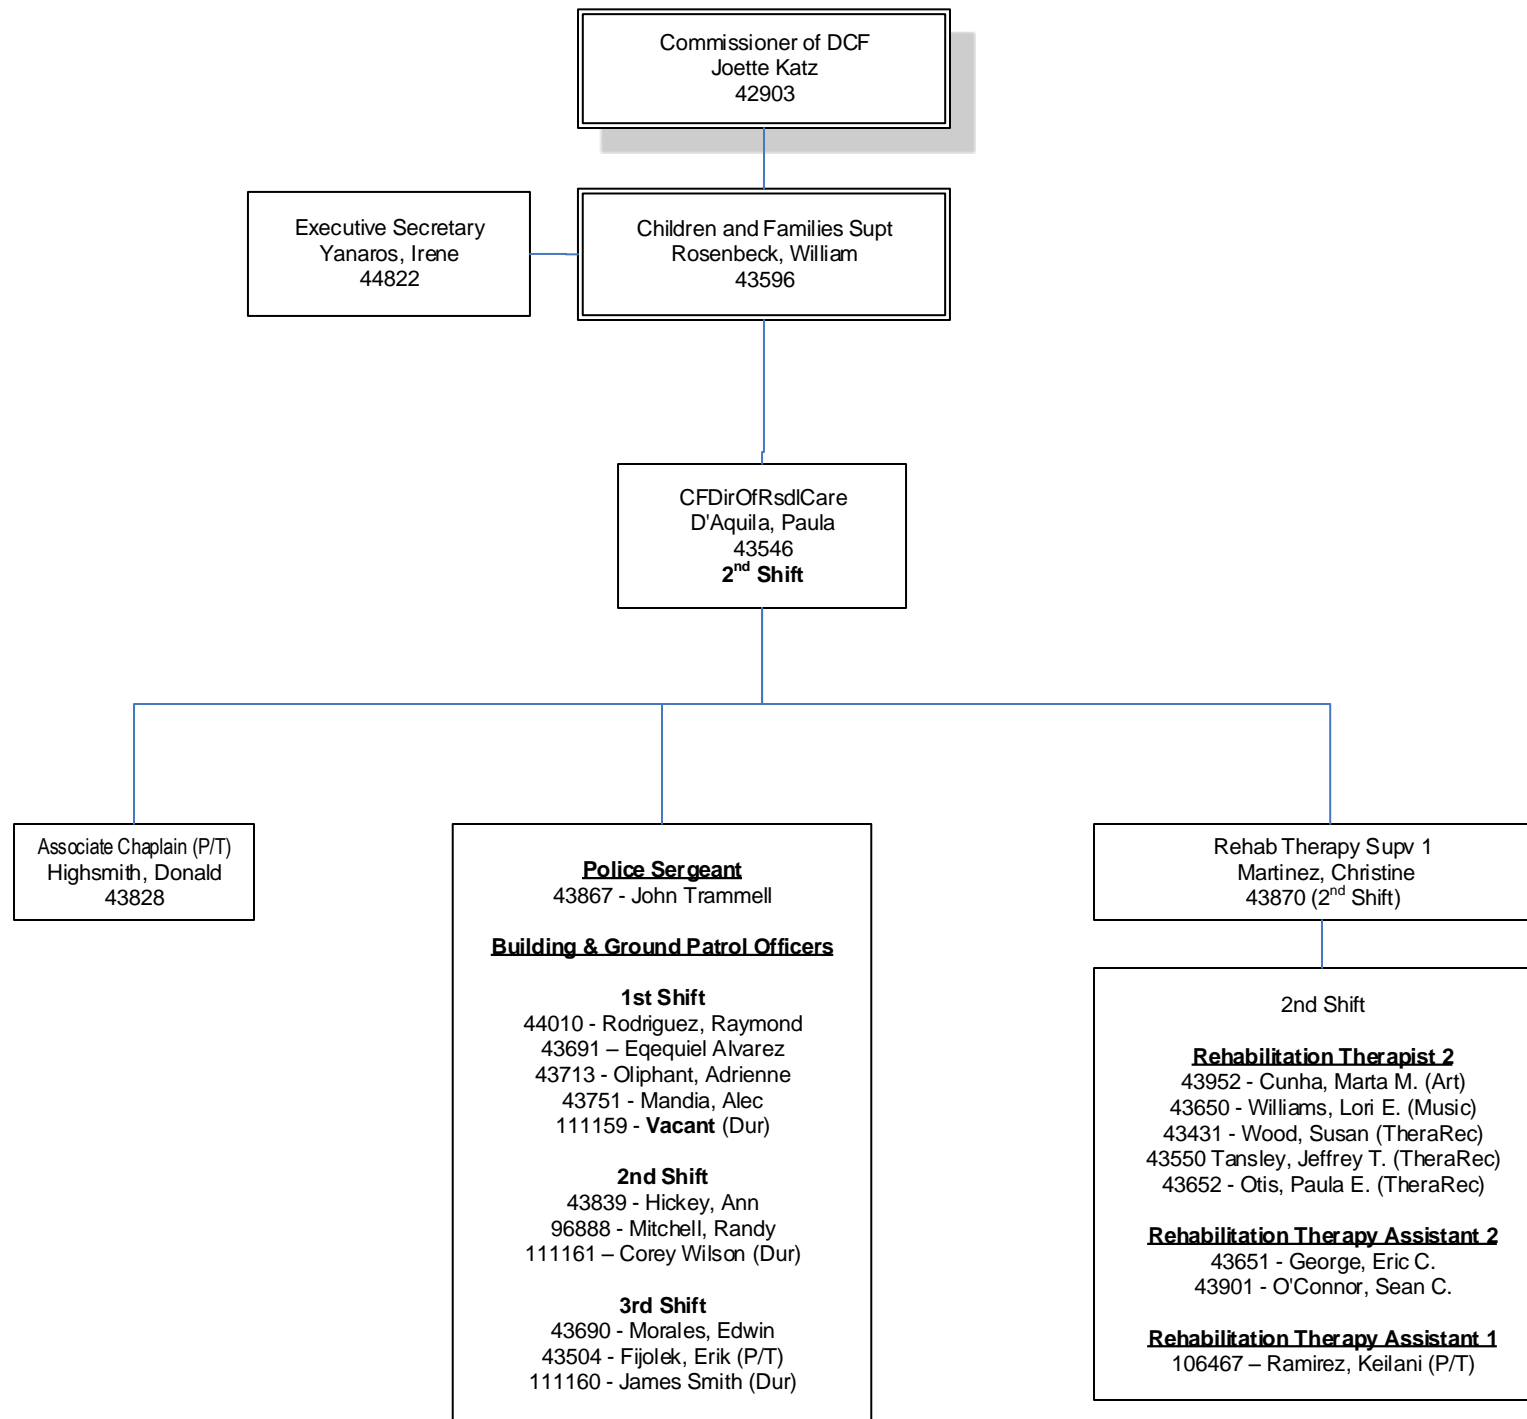 Commissioner of DCF
Joette Katz
42903
Executive Secretary
Yanaros, Irene
44822
Children and Families Supt
Rosenbeck, William
43596
CFDirOfRsdlCare
D'Aquila, Paula
43546
2nd Shift
Associate Chaplain (P/T)
Highsmith, Donald
43828
Police Sergeant
43867 - John Trammell
Building & Ground Patrol Officers
1st Shift
44010 - Rodriguez, Raymond
43691 – Eqequiel Alvarez
43713 - Oliphant, Adrienne
43751 - Mandia, Alec
111159 - Vacant (Dur)
2nd Shift
43839 - Hickey, Ann
96888 - Mitchell, Randy
111161 – Corey Wilson (Dur)
3rd Shift
43690 - Morales, Edwin
43504 - Fijolek, Erik (P/T)
111160 - James Smith (Dur)
Rehab Therapy Supv 1
Martinez, Christine
43870 (2nd Shift)
2nd Shift
Rehabilitation Therapist 2
43952 - Cunha, Marta M. (Art)
43650 - Williams, Lori E. (Music)
43431 - Wood, Susan (TheraRec)
43550 Tansley, Jeffrey T. (TheraRec)
43652 - Otis, Paula E. (TheraRec)
Rehabilitation Therapy Assistant 2
43651 - George, Eric C.
43901 - O'Connor, Sean C.
Rehabilitation Therapy Assistant 1
106467 – Ramirez, Keilani (P/T)